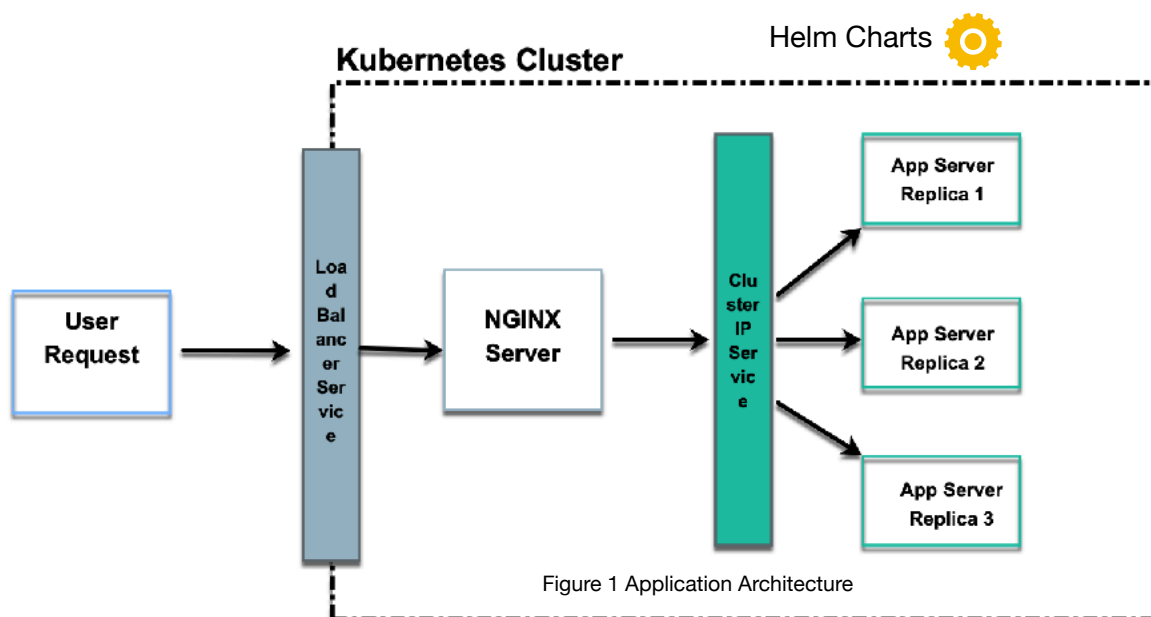 Helm Charts
Kubernetes Cluster
User
Request
Loa
d
Bal
anc
er
Ser
vic
e
NGINX
Server
Clu
ster
IP
Ser
vic
e
App Server
Replica 1
App Server
Replica 2
App Server
Replica 3
Figure 1 Application Architecture